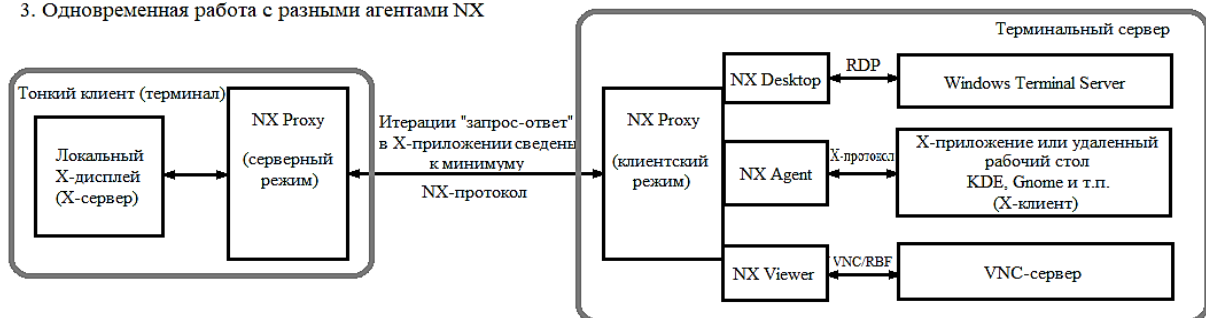 3. Одновременная работа с разными агентами NX
Терминальный сервер
Тонкий клиент (терминал)
Локальный
X-дисплей
(X-сервер)
NX Proxy
(серверный
режим)
Итерации "запрос-ответ"
в X-приложении сведены
к минимуму
NX-протокол
NX Proxy
(клиентский
режим)
NX Desktop
RDP
Windows Terminal Server
NX Agent
X-протокол
X-приложение или удаленный
рабочий стол
KDE, Gnome и т.п.
(X-клиент)
NX Viewer
VNC/RBF
VNC-сервер